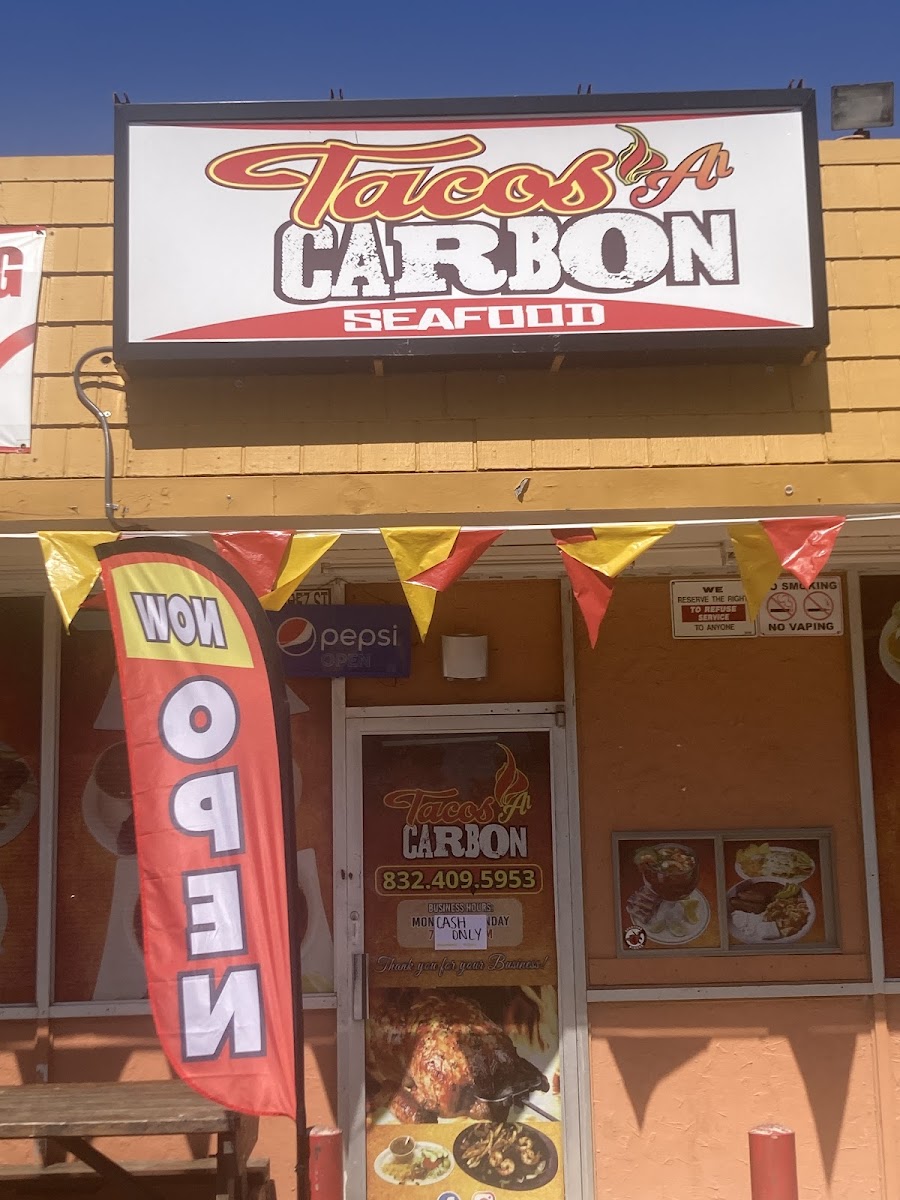 Tacos Al
CARBON
SEAFOOD
G
NOW
OPEN
pepsi
OPEN
WE
RESERVE THE RIGHT
TO REFUSE
SERVICE
TO ANYONE
NO SMOKING
NO VAPING
Tacos Al
CARBON
832.409.5953
BUSINESS HOURS:
CASH
ONLY
Thank you for your Business!